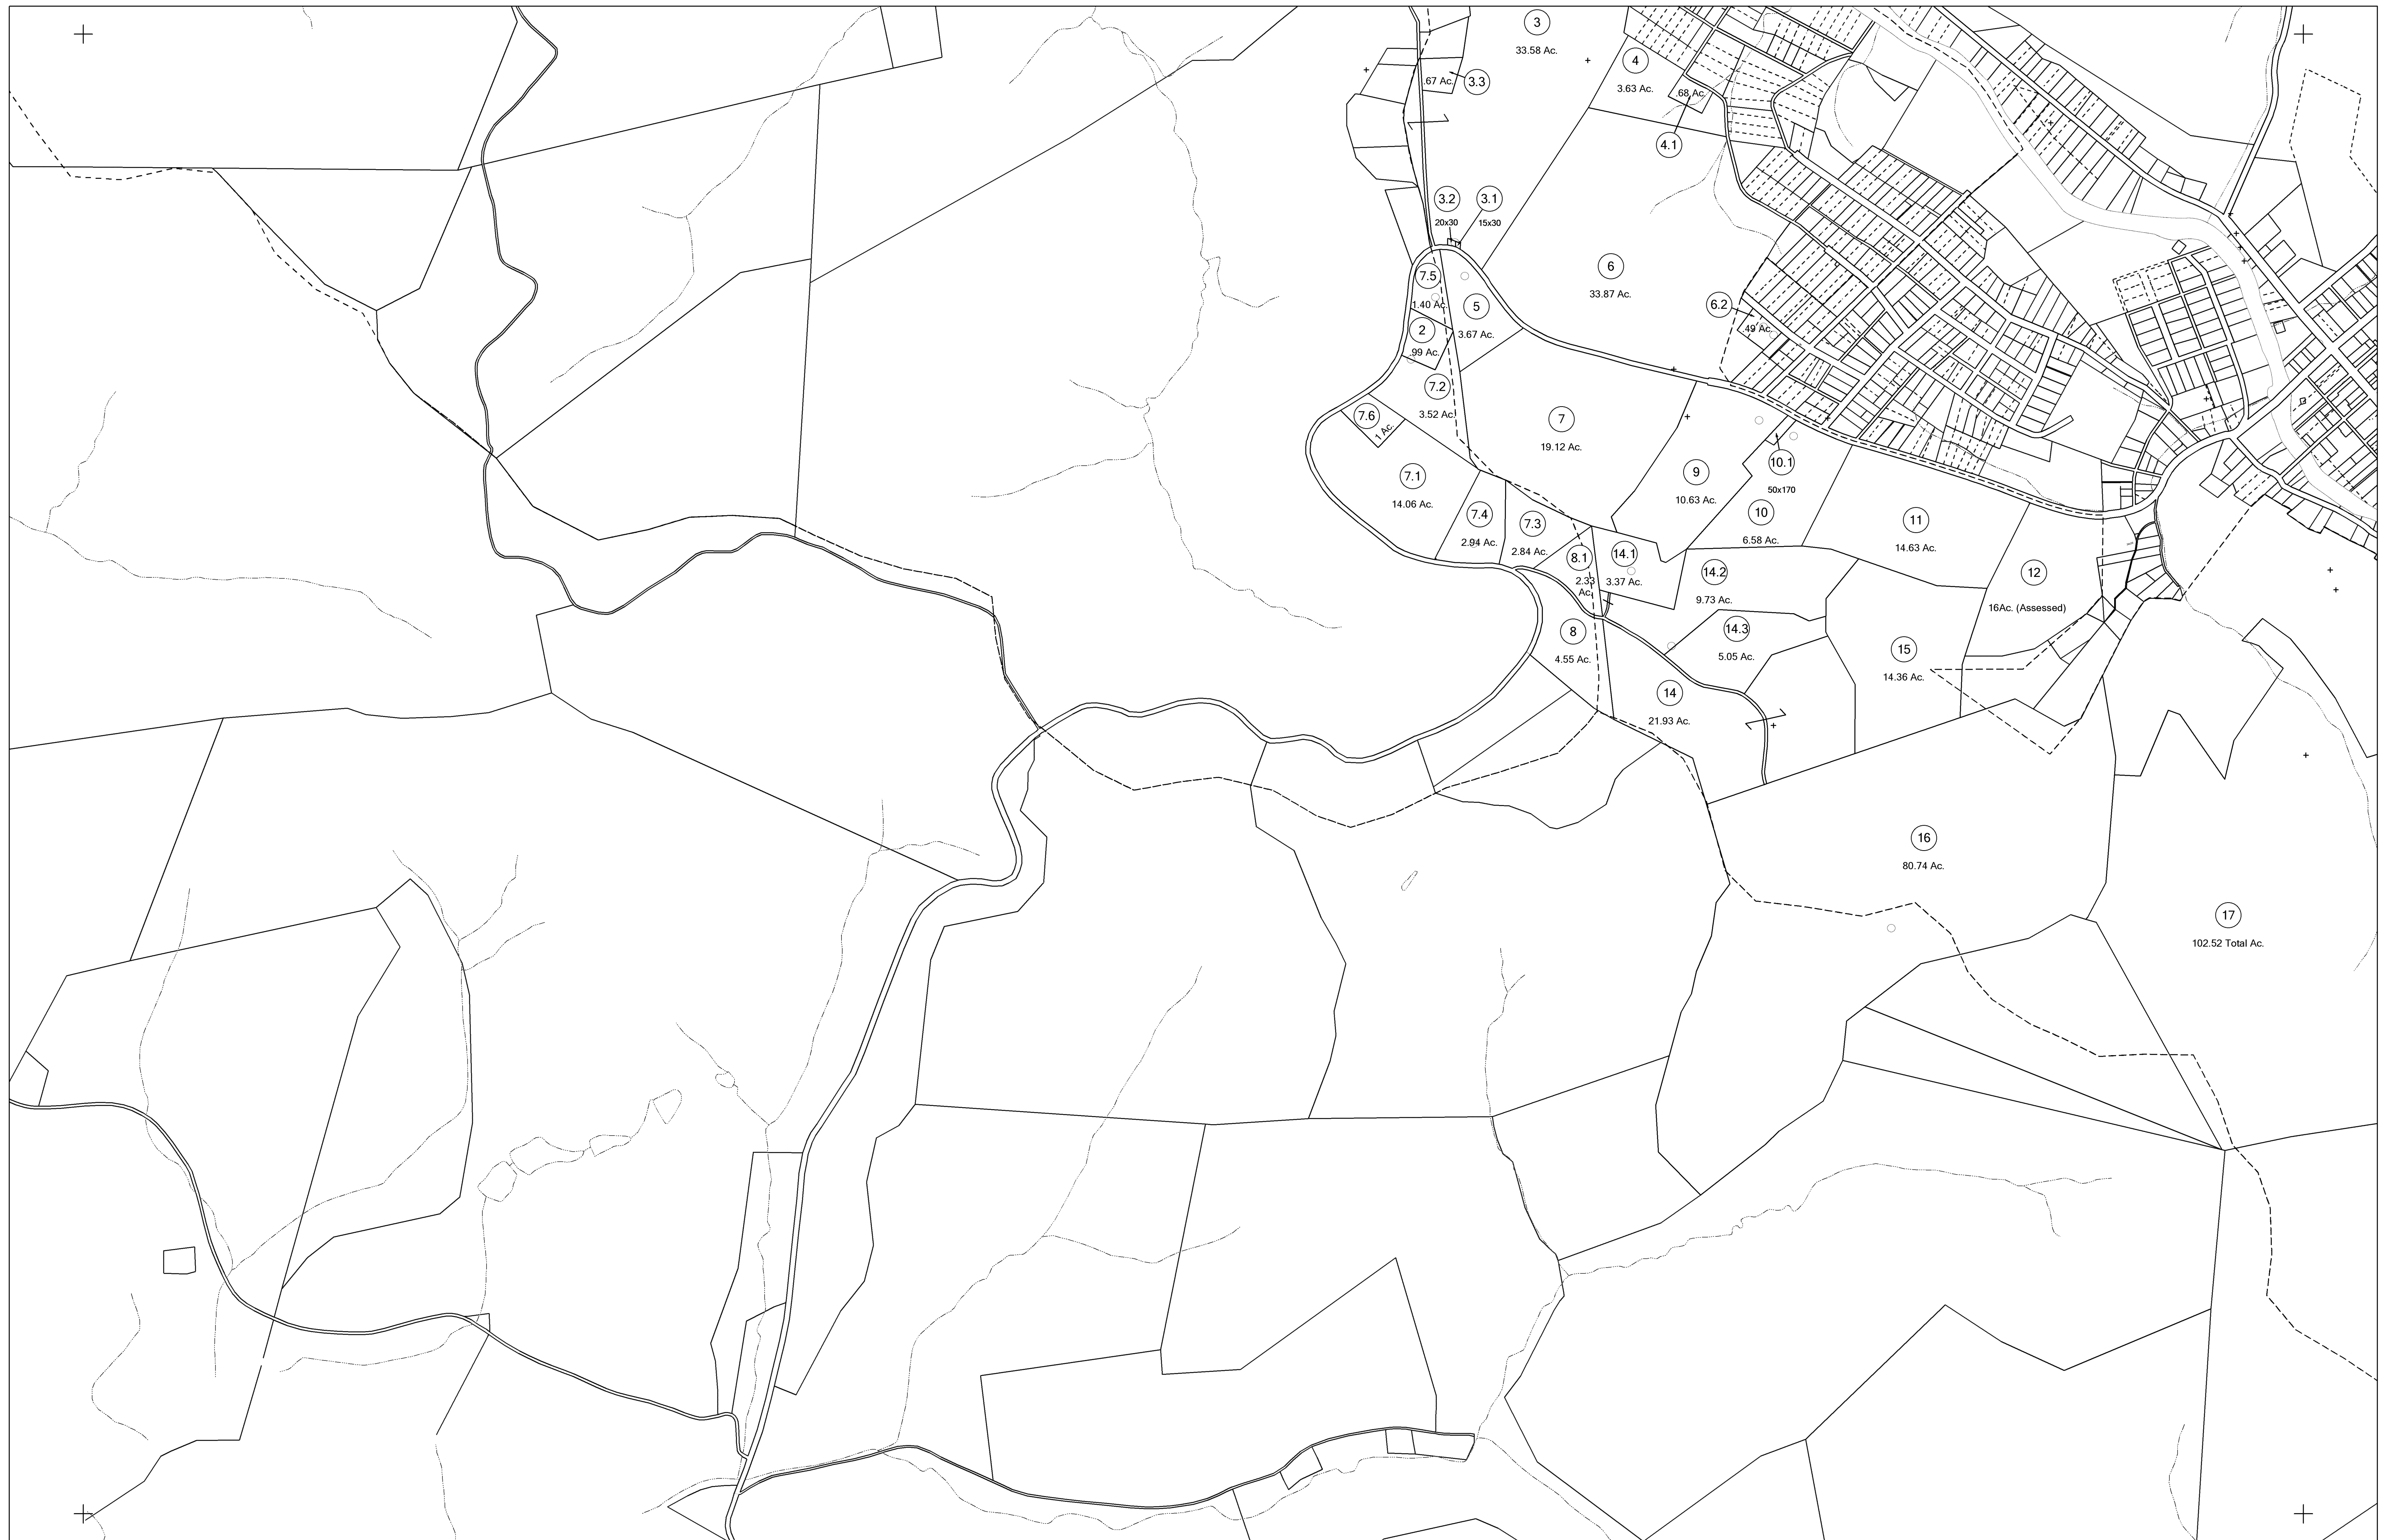 3
33.58 Ac.
4
3.63 Ac.
.67 Ac.
3.3
.68 Ac.
4.1
3.2
20x30
3.1
15x30
6
33.87 Ac.
7.5
1.40 Ac.
5
3.67 Ac.
6.2
.49 Ac.
2
.99 Ac.
7.2
3.52 Ac.
7.6
1 Ac.
7
19.12 Ac.
7.1
14.06 Ac.
9
10.63 Ac.
10.1
50x170
10
6.58 Ac.
11
14.63 Ac.
7.4
2.94 Ac.
7.3
2.84 Ac.
8.1
2.33
Ac.
14.1
3.37 Ac.
14.2
9.73 Ac.
12
16Ac. (Assessed)
8
4.55 Ac.
14.3
5.05 Ac.
15
14.36 Ac.
14
21.93 Ac.
16
80.74 Ac.
17
102.52 Total Ac.